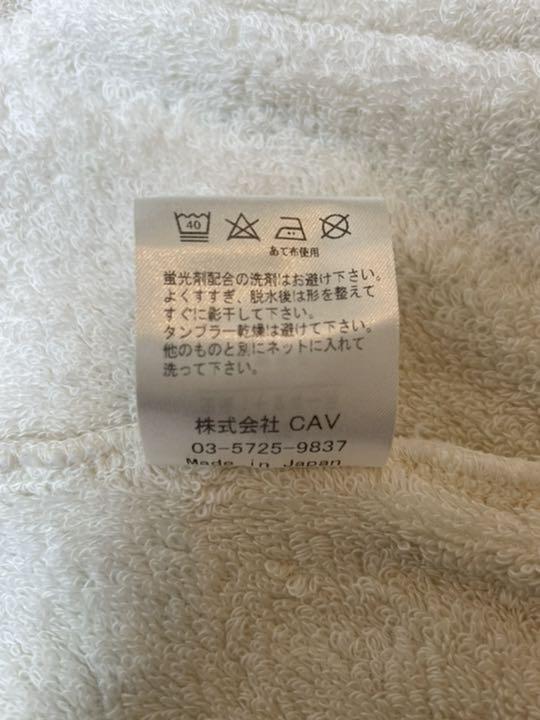 40
あて布使用
蛍光剤配合の洗剤はお避け下さい。
よくすすぎ、脱水後は形を整えて
すぐに影干して下さい。
タンブラー乾燥は避けて下さい。
他のものと別にネットに入れて
洗って下さい。
株式会社 CAV
03-5725-9837
Made in Japan